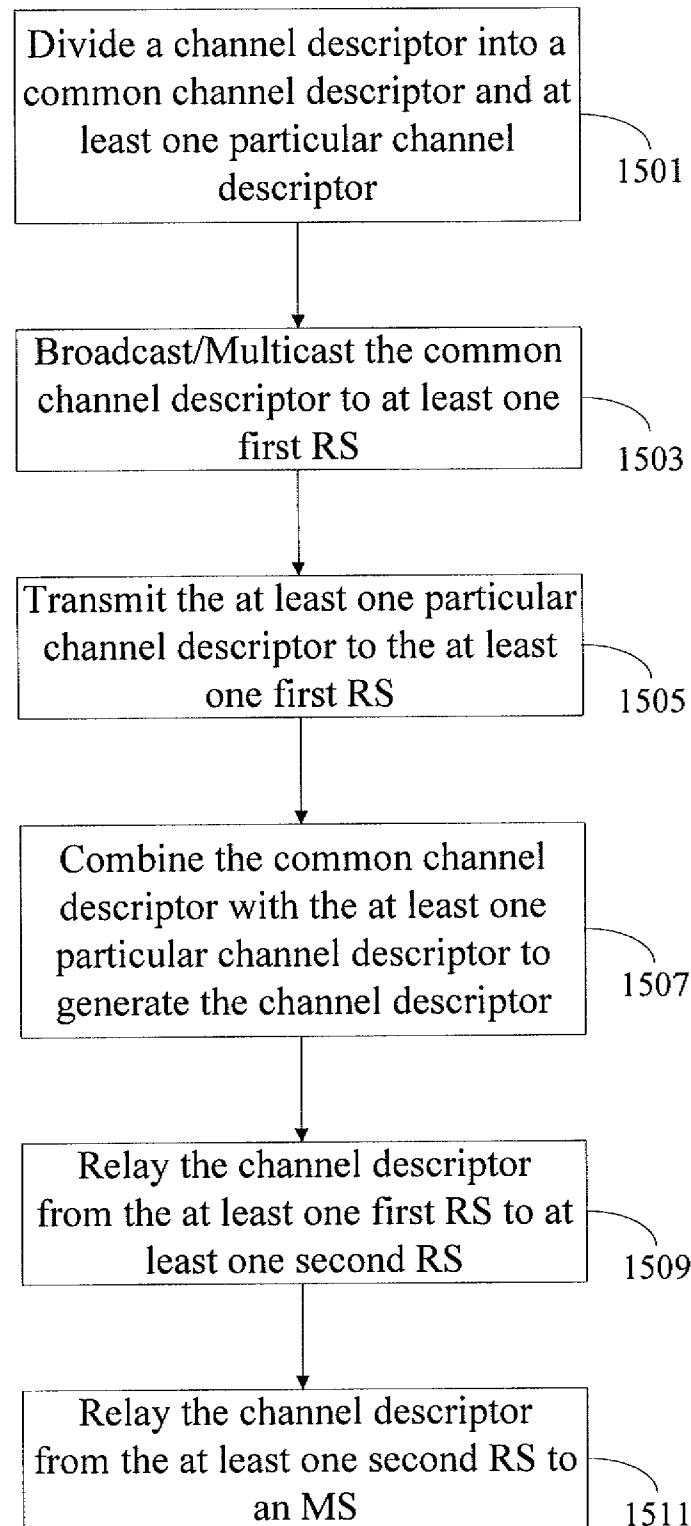 Divide a channel descriptor into a
common channel descriptor and at
least one particular channel
descriptor
1501
Broadcast/Multicast the common
channel descriptor to at least one
first RS
1503
Transmit the at least one particular
channel descriptor to the at least
one first RS
1505
Combine the common channel
descriptor with the at least one
particular channel descriptor to
generate the channel descriptor
1507
Relay the channel descriptor
from the at least one first RS to at
least one second RS
1509
Relay the channel descriptor
from the at least one second RS to
an MS
1511